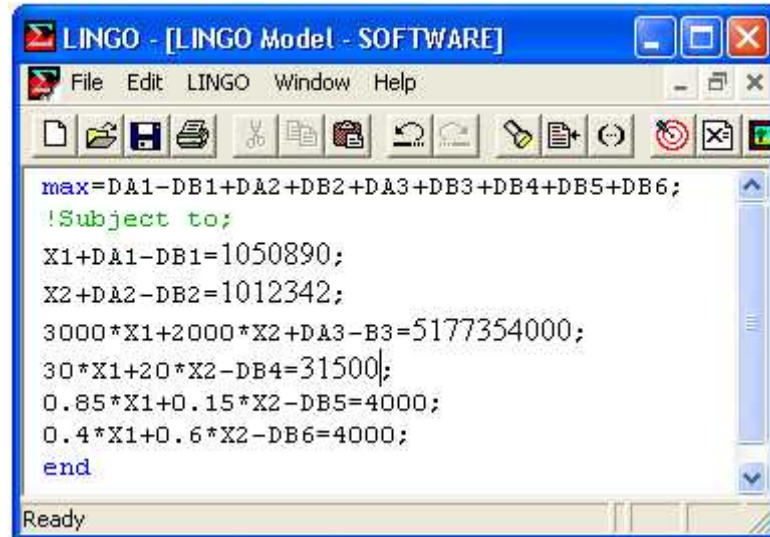 LINGO - [LINGO Model - SOFTWARE]
File Edit LINGO Window Help
max=DA1-DB1+DA2+DB2+DA3+DB3+DB4+DB5+DB6;
!Subject to;
X1+DA1-DB1=1050890;
X2+DA2-DB2=1012342;
3000*X1+2000*X2+DA3-B3=5177354000;
30*X1+20*X2-DB4=31500;
0.85*X1+0.15*X2-DB5=4000;
0.4*X1+0.6*X2-DB6=4000;
end
Ready